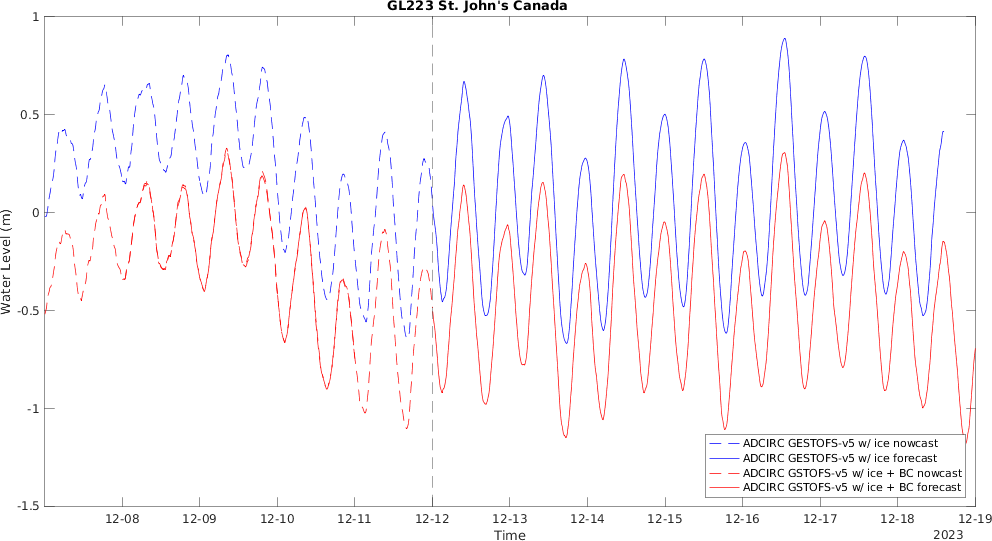 GL223 St. John's Canada
1
0.5
0
-0.5
-1
-1.5
Water Level (m)
12-08
12-09
12-10
12-11
12-12
12-13
12-14
12-15
12-16
12-17
12-18
12-19
Time
2023
ADCIRC GESTOFS-v5 w/ ice nowcast
ADCIRC GESTOFS-v5 w/ ice forecast
ADCIRC GSTOFS-v5 w/ ice + BC nowcast
ADCIRC GSTOFS-v5 w/ ice + BC forecast